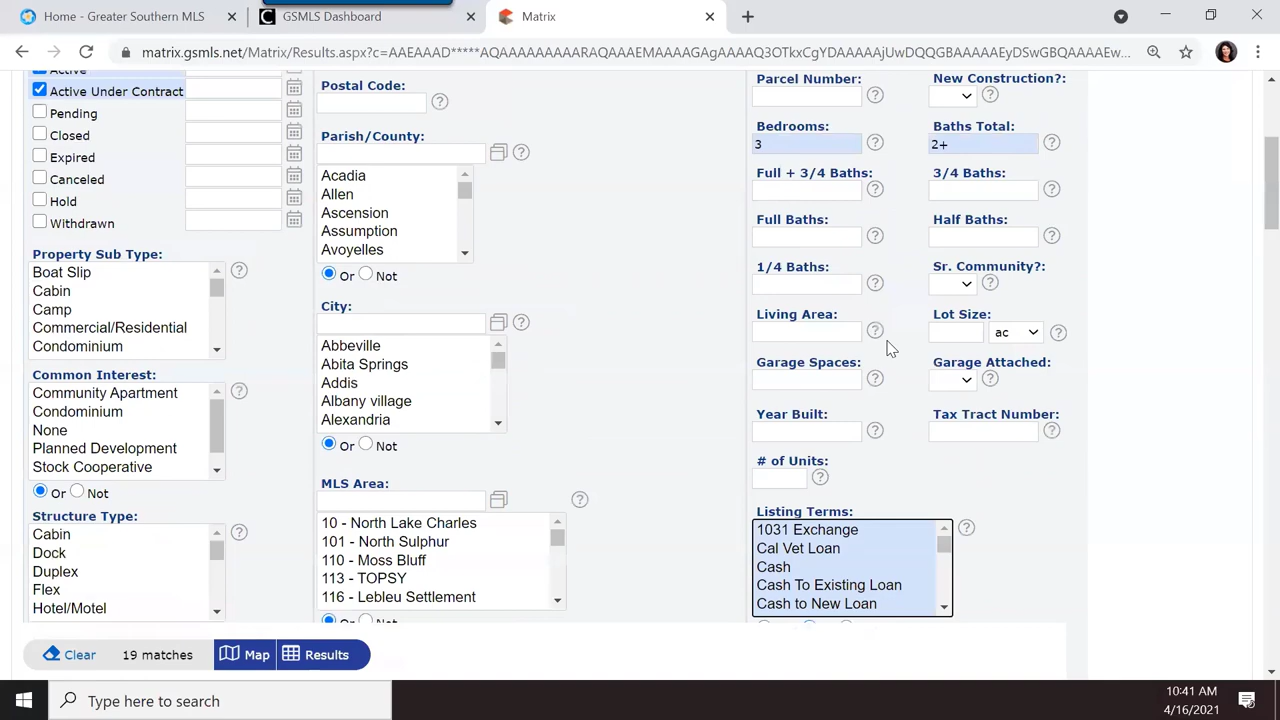 Home - Greater Southern MLS
GSMLS Dashboard
Matrix
matrix.gsmls.net/Matrix/Results.aspx?c=AAEAAAD*****AQAAAAAAAAARAQAAAEMAAAAGAgAAAAQ3OTkxCgYDAAAAAjUwDQQGBAAAAAEyDSwGBQAAAAEw...
Active
Active Under Contract
Pending
Closed
Expired
Canceled
Hold
Withdrawn
Property Sub Type:
Boat Slip
Cabin
Camp
Commercial/Residential
Condominium
Common Interest:
Community Apartment
Condominium
None
Planned Development
Stock Cooperative
Or Not
Structure Type:
Cabin
Dock
Duplex
Flex
Hotel/Motel
Postal Code:
Parish/County:
Acadia
Allen
Ascension
Assumption
Avoyelles
Or Not
City:
Abbeville
Abita Springs
Addis
Albany village
Alexandria
Or Not
MLS Area:
10 - North Lake Charles
101 - North Sulphur
110 - Moss Bluff
113 - TOPSY
116 - Lebleu Settlement
Or Not
Parcel Number: New Construction?:
Bedrooms: Baths Total:
3 2+
Full + 3/4 Baths: 3/4 Baths:
Full Baths: Half Baths:
1/4 Baths: Sr. Community?:
Living Area: Lot Size:
ac
Garage Spaces: Garage Attached:
Year Built: Tax Tract Number:
# of Units:
Listing Terms:
1031 Exchange
Cal Vet Loan
Cash
Cash To Existing Loan
Cash to New Loan
Clear 19 matches Map Results
Type here to search
10:41 AM
4/16/2021